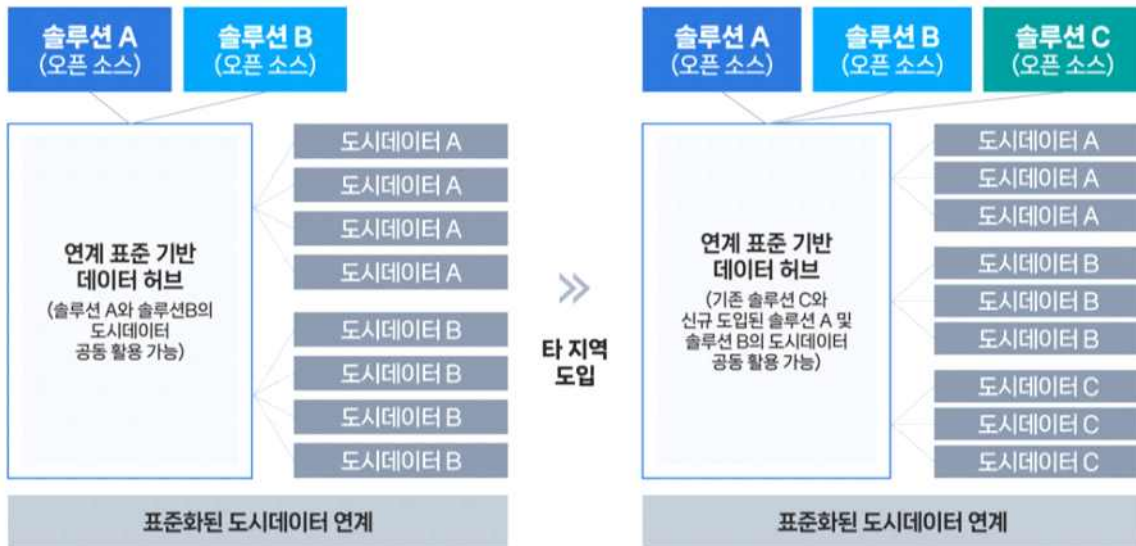 솔루션 A
(오픈 소스)
솔루션 B
(오픈 소스)
연계 표준 기반
데이터 허브
(솔루션 A와 솔루션B의
도시데이터
공동 활용 가능)
도시데이터 A
도시데이터 A
도시데이터 A
도시데이터 A
도시데이터 B
도시데이터 B
도시데이터 B
도시데이터 B
표준화된 도시데이터 연계
타 지역
도입
솔루션 A
(오픈 소스)
솔루션 B
(오픈 소스)
솔루션 C
(오픈 소스)
연계 표준 기반
데이터 허브
(기존 솔루션 C와
신규 도입된 솔루션 A 및
솔루션 B의 도시데이터
공동 활용 가능)
도시데이터 A
도시데이터 A
도시데이터 A
도시데이터 B
도시데이터 B
도시데이터 B
도시데이터 C
도시데이터 C
도시데이터 C
표준화된 도시데이터 연계